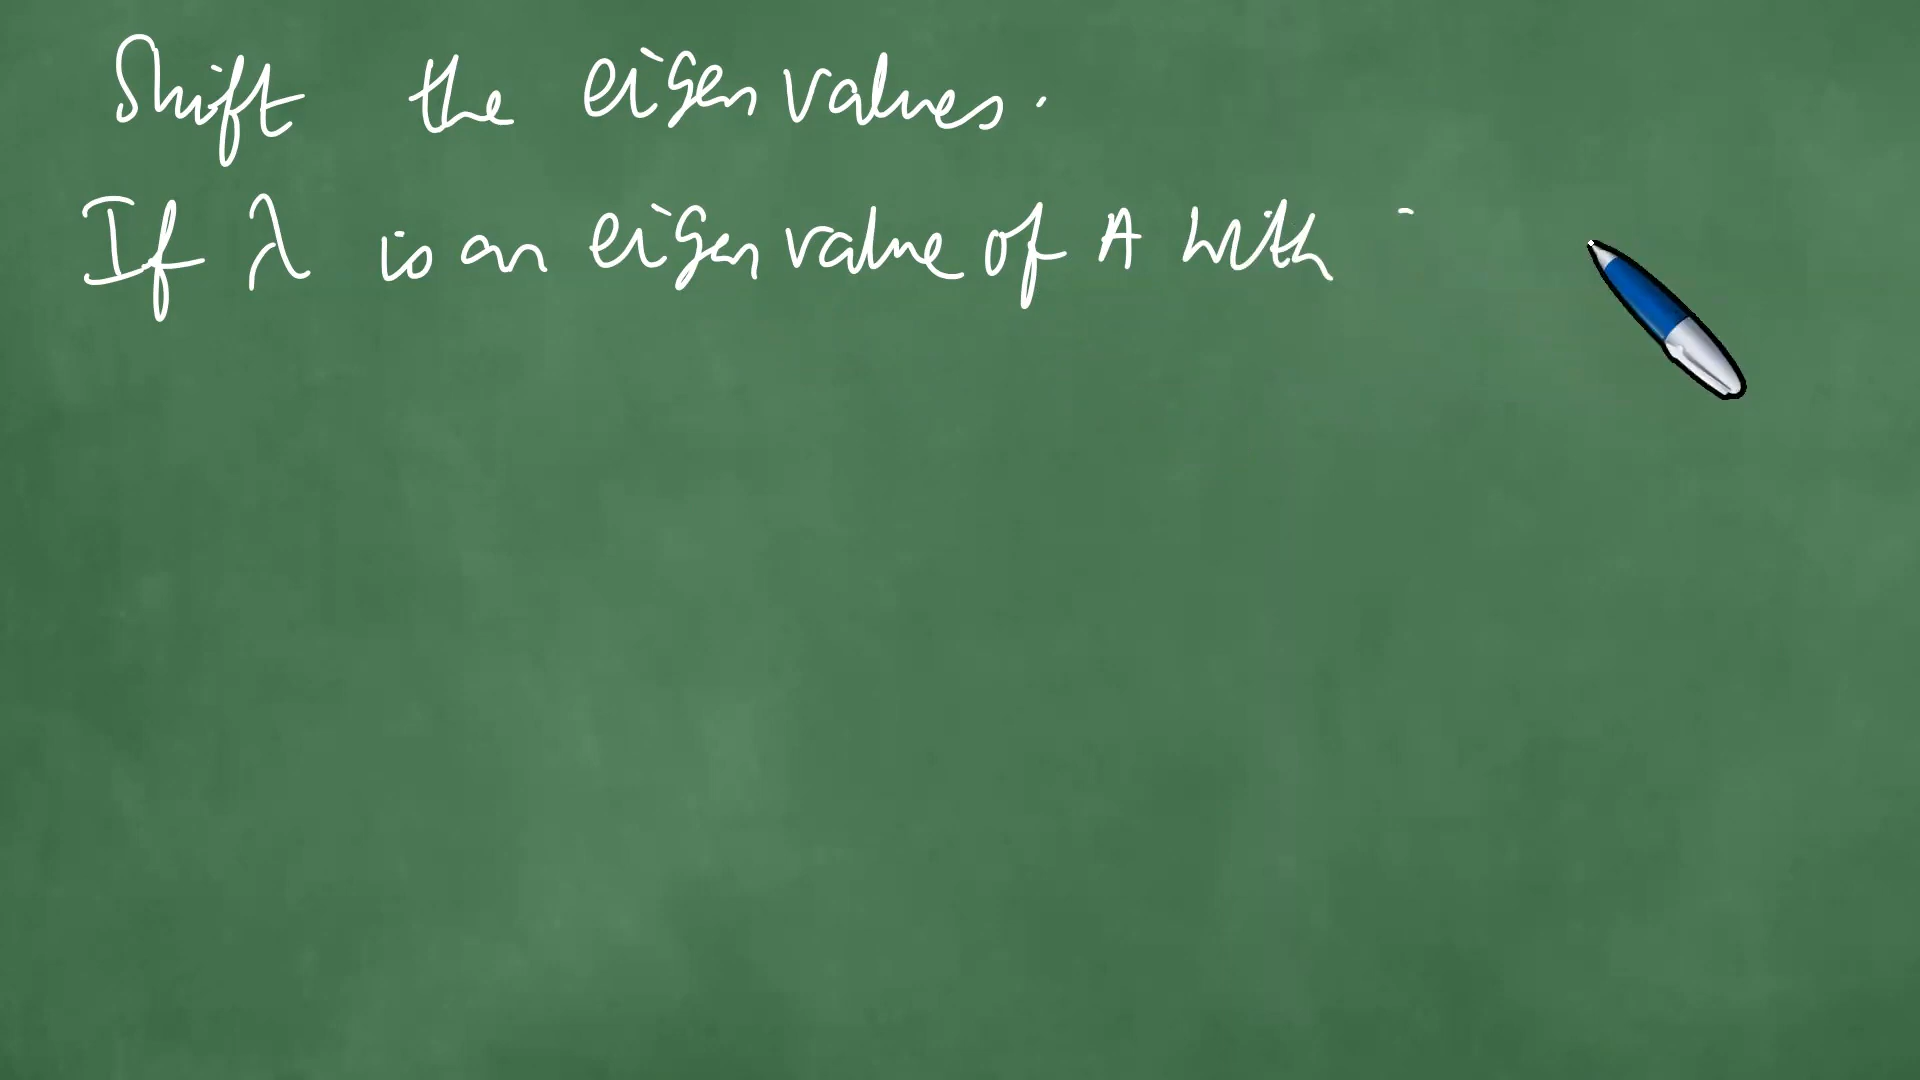 Shift the eigenvalues.
If λ is an eigenvalue of A with